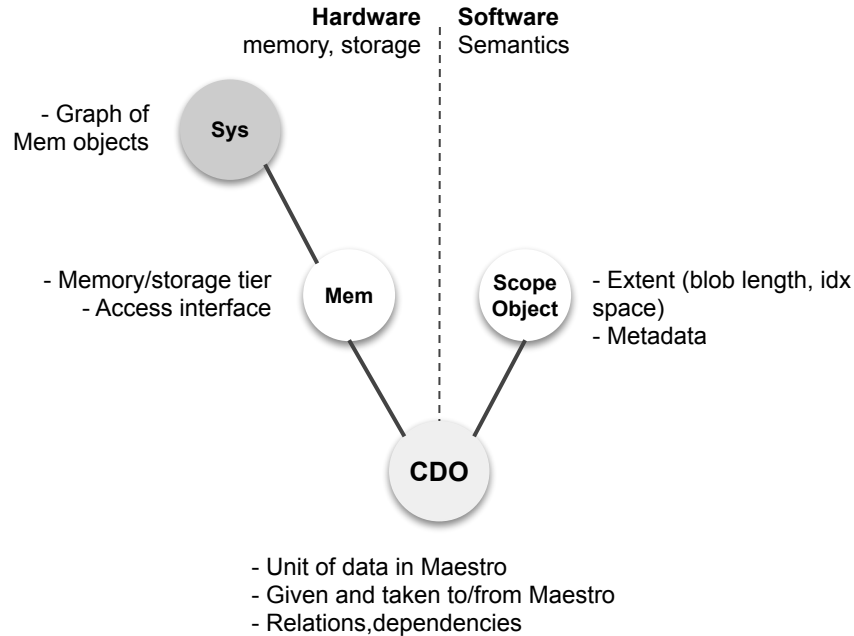 Hardware
memory, storage
Software
Semantics
- Graph of
Mem objects
Sys
- Memory/storage tier
- Access interface
Mem
Scope
Object
- Extent (blob length, idx
space)
- Metadata
CDO
- Unit of data in Maestro
- Given and taken to/from Maestro
- Relations,dependencies